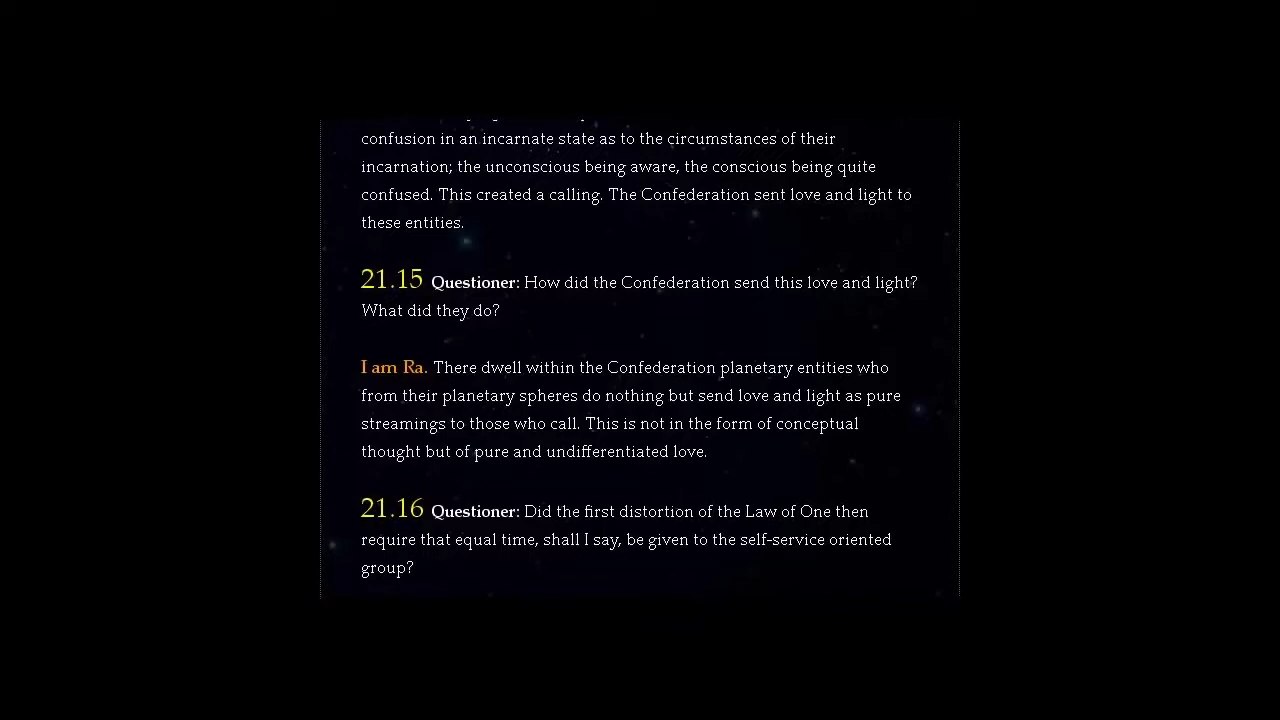 confusion in an incarnate state as to the circumstances of their
incarnation; the unconscious being aware, the conscious being quite
confused. This created a calling. The Confederation sent love and light to
these entities.
21.15 Questioner: How did the Confederation send this love and light?
What did they do?
I am Ra. There dwell within the Confederation planetary entities who
from their planetary spheres do nothing but send love and light as pure
streamings to those who call. This is not in the form of conceptual
thought but of pure and undifferentiated love.
21.16 Questioner: Did the first distortion of the Law of One then
require that equal time, shall I say, be given to the self-service oriented
group?